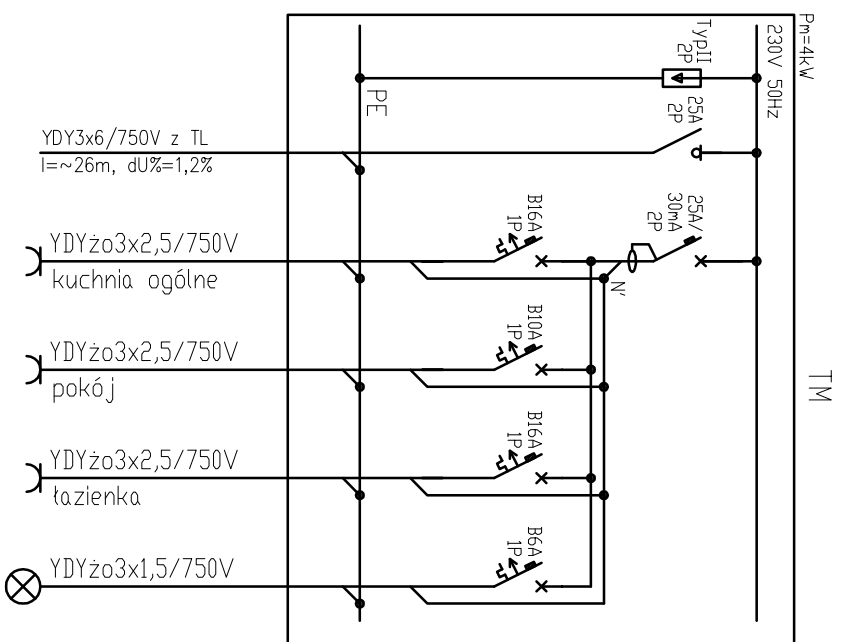 Pm=4kW
230V 50Hz
TypII
2P
PE
25A
2P
YDY3x6/750V z TL
l=~26m, dU%=1,2%
25A/
30mA
2P
B16A
1P
YDYżo3x2,5/750V
kuchnia ogólne
N'
B10A
1P
YDYżo3x2,5/750V
pokój
TM
B16A
1P
YDYżo3x2,5/750V
łazienka
B6A
1P
YDYżo3x1,5/750V